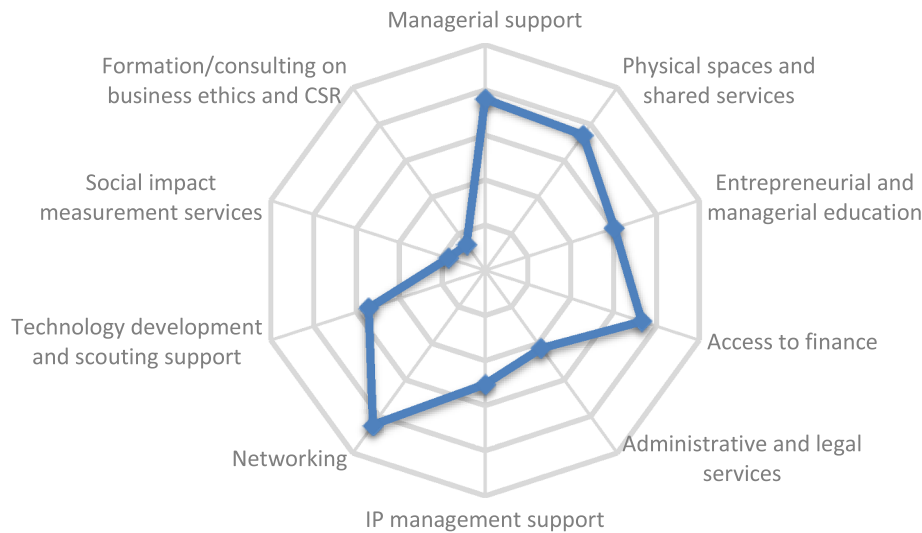 Managerial support
Physical spaces and
shared services
Entrepreneurial and
managerial education
Access to finance
Administrative and legal
services
IP management support
Networking
Technology development
and scouting support
Social impact
measurement services
Formation/consulting on
business ethics and CSR